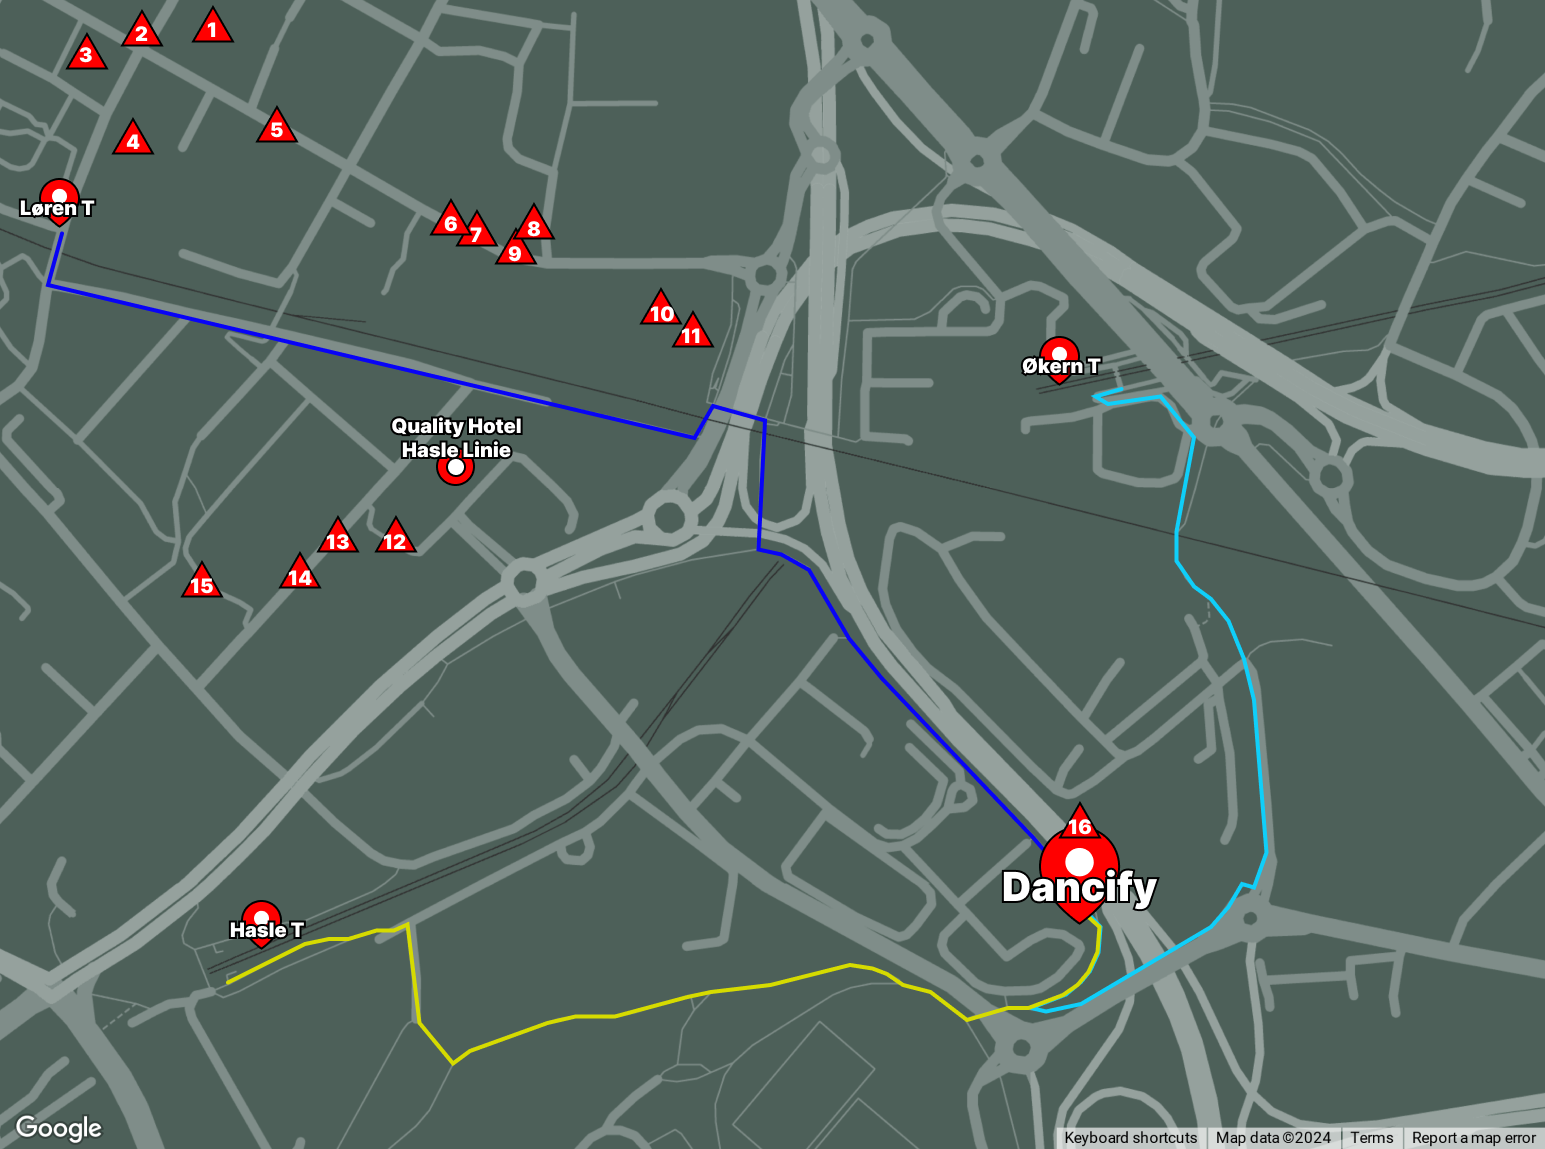 1
2
3
4
5
Løren T
6
7
8
9
10
11
Økern T
Quality Hotel
Hasle Linie
13
12
14
15
16
Dancify
Hasle T
Google
Keyboard shortcuts
Map data ©2024
Terms
Report a map error